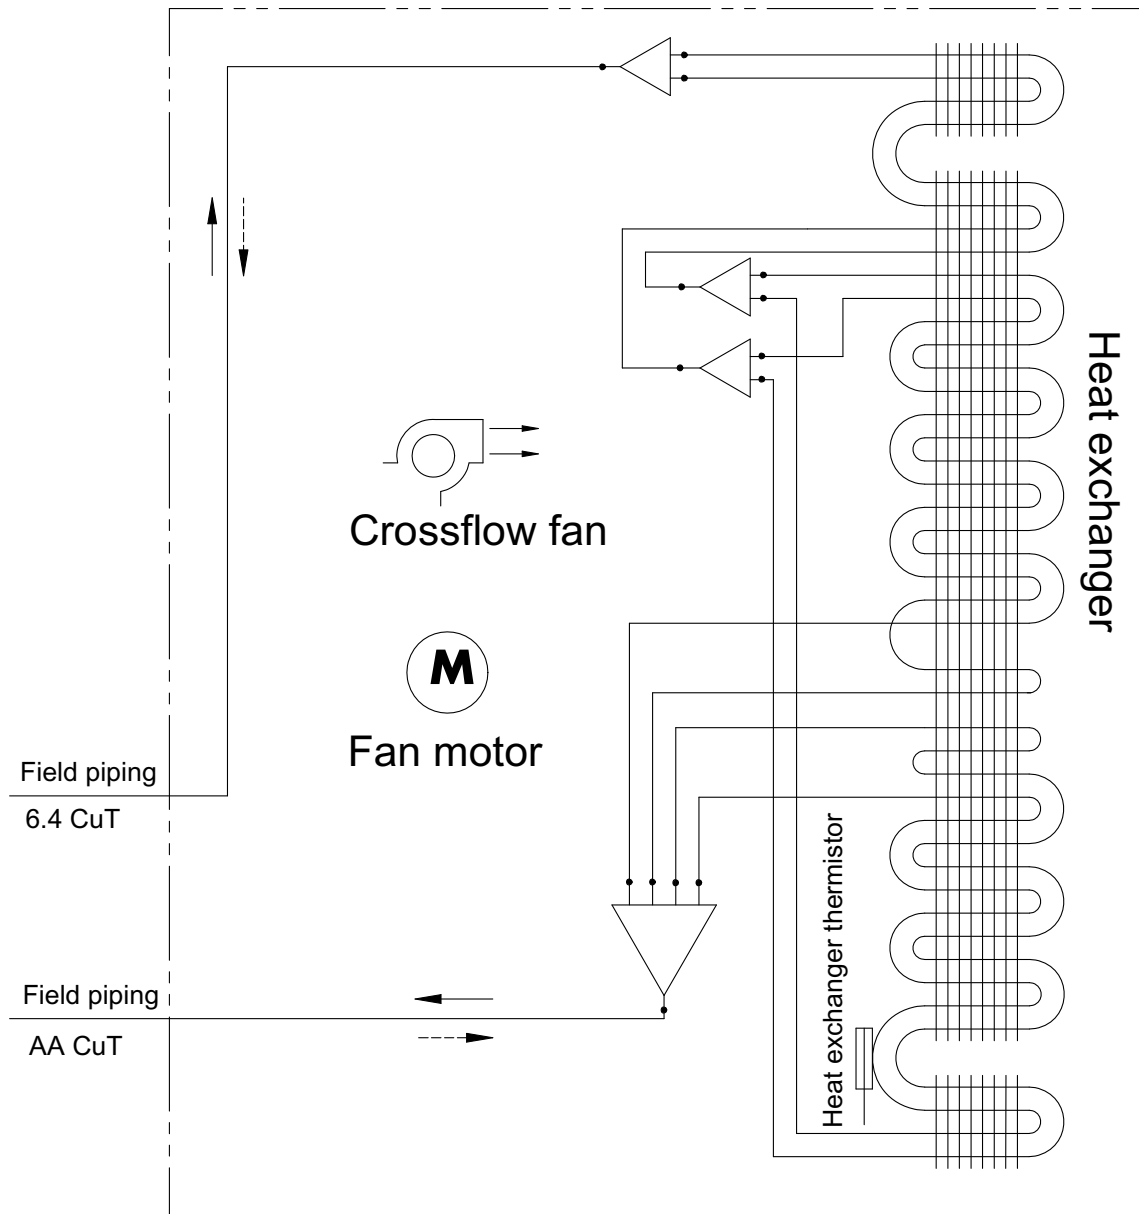 Heat exchanger
Crossflow fan
M
Fan motor
Field piping
6.4 CuT
Heat exchanger thermistor
Field piping
AA CuT